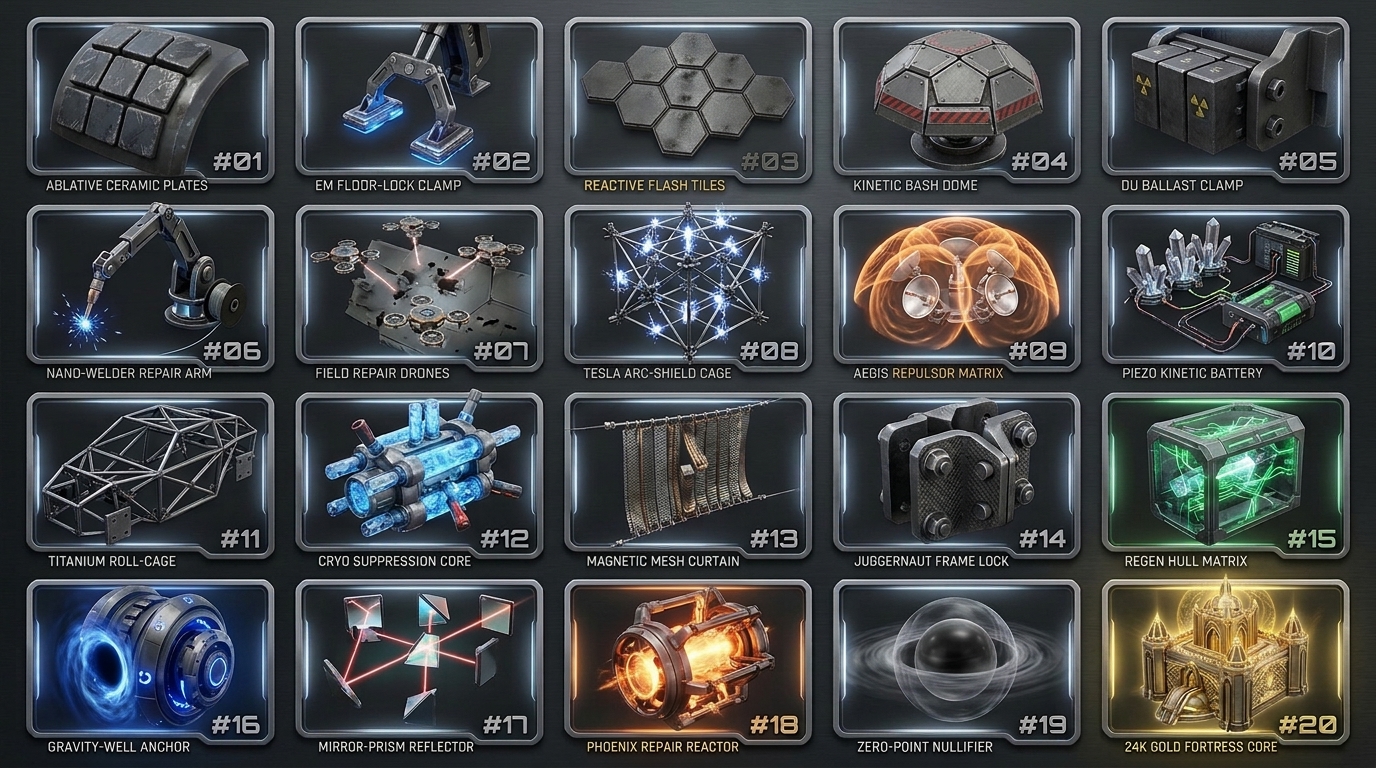 #01
ABLATIVE CERAMIC PLATES
#02
EM FLOOR-LOCK CLAMP
#03
REACTIVE FLASH TILES
#04
KINETIC BASH DOME
#05
DU BALLAST CLAMP
#06
NANO-WELDER REPAIR ARM
#07
FIELD REPAIR DRONES
#08
TESLA ARC-SHIELD CAGE
#09
AEGIS REPULSOR MATRIX
#10
PIEZO KINETIC BATTERY
#11
TITANIUM ROLL-CAGE
#12
CRYO SUPPRESSION CORE
#13
MAGNETIC MESH CURTAIN
#14
JUGGERNAUT FRAME LOCK
#15
REGEN HULL MATRIX
#16
GRAVITY-WELL ANCHOR
#17
MIRROR-PRISM REFLECTOR
#18
PHOENIX REPAIR REACTOR
#19
ZERO-POINT NULLIFIER
#20
24K GOLD FORTRESS CORE